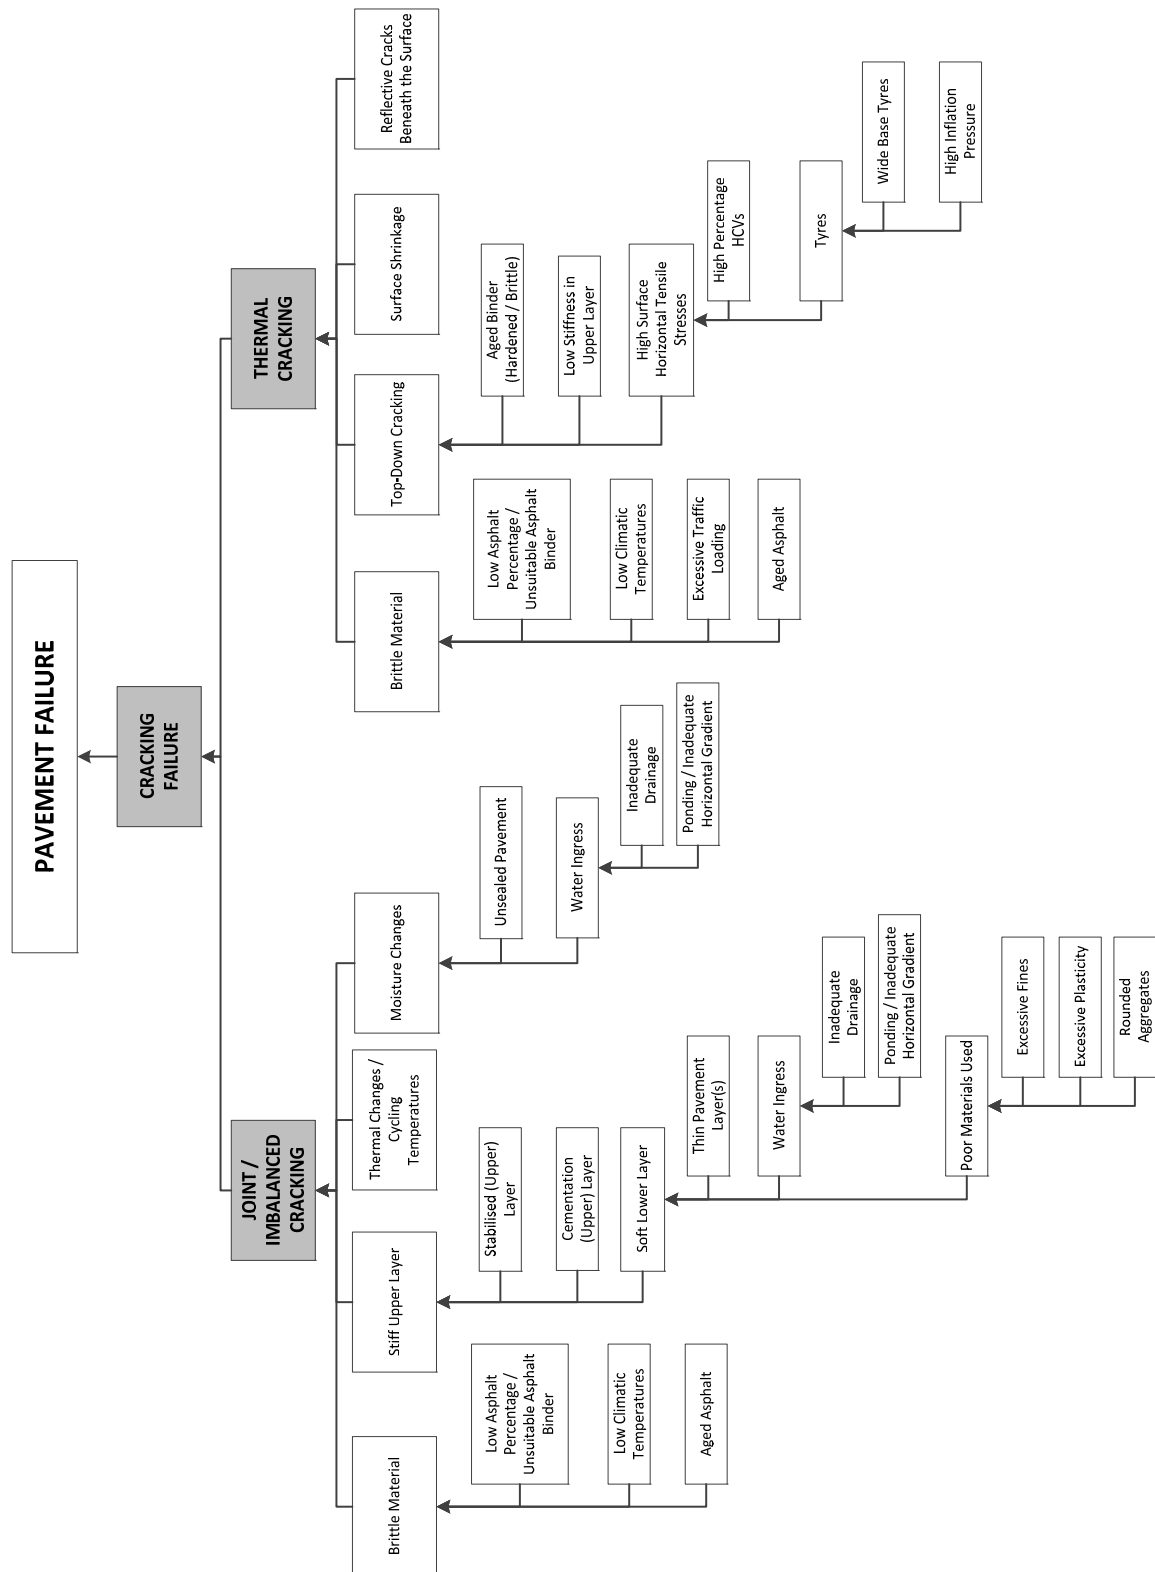 PAVEMENT FAILURE
CRACKING
FAILURE
JOINT /
IMBALANCED
CRACKING
THERMAL
CRACKING
Brittle Material
Stiff Upper Layer
Thermal Changes /
Cycling
Temperatures
Moisture Changes
Brittle Material
Top-Down Cracking
Surface Shrinkage
Reflective Cracks
Beneath the Surface
Low Asphalt
Percentage /
Unsuitable Asphalt
Binder
Low Climatic
Temperatures
Aged Asphalt
Stabilised (Upper)
Layer
Cementation
(Upper) Layer
Soft Lower Layer
Thin Pavement
Layer(s)
Water Ingress
Inadequate
Drainage
Ponding / Inadequate
Horizontal Gradient
Poor Materials Used
Excessive Fines
Excessive Plasticity
Rounded
Aggregates
Unsealed Pavement
Water Ingress
Inadequate
Drainage
Ponding / Inadequate
Horizontal Gradient
Low Asphalt
Percentage /
Unsuitable Asphalt
Binder
Low Climatic
Temperatures
Excessive Traffic
Loading
Aged Asphalt
Aged Binder
(Hardened / Brittle)
Low Stiffness in
Upper Layer
High Surface
Horizontal Tensile
Stresses
High Percentage
HCVs
Tyres
Wide Base Tyres
High Inflation
Pressure